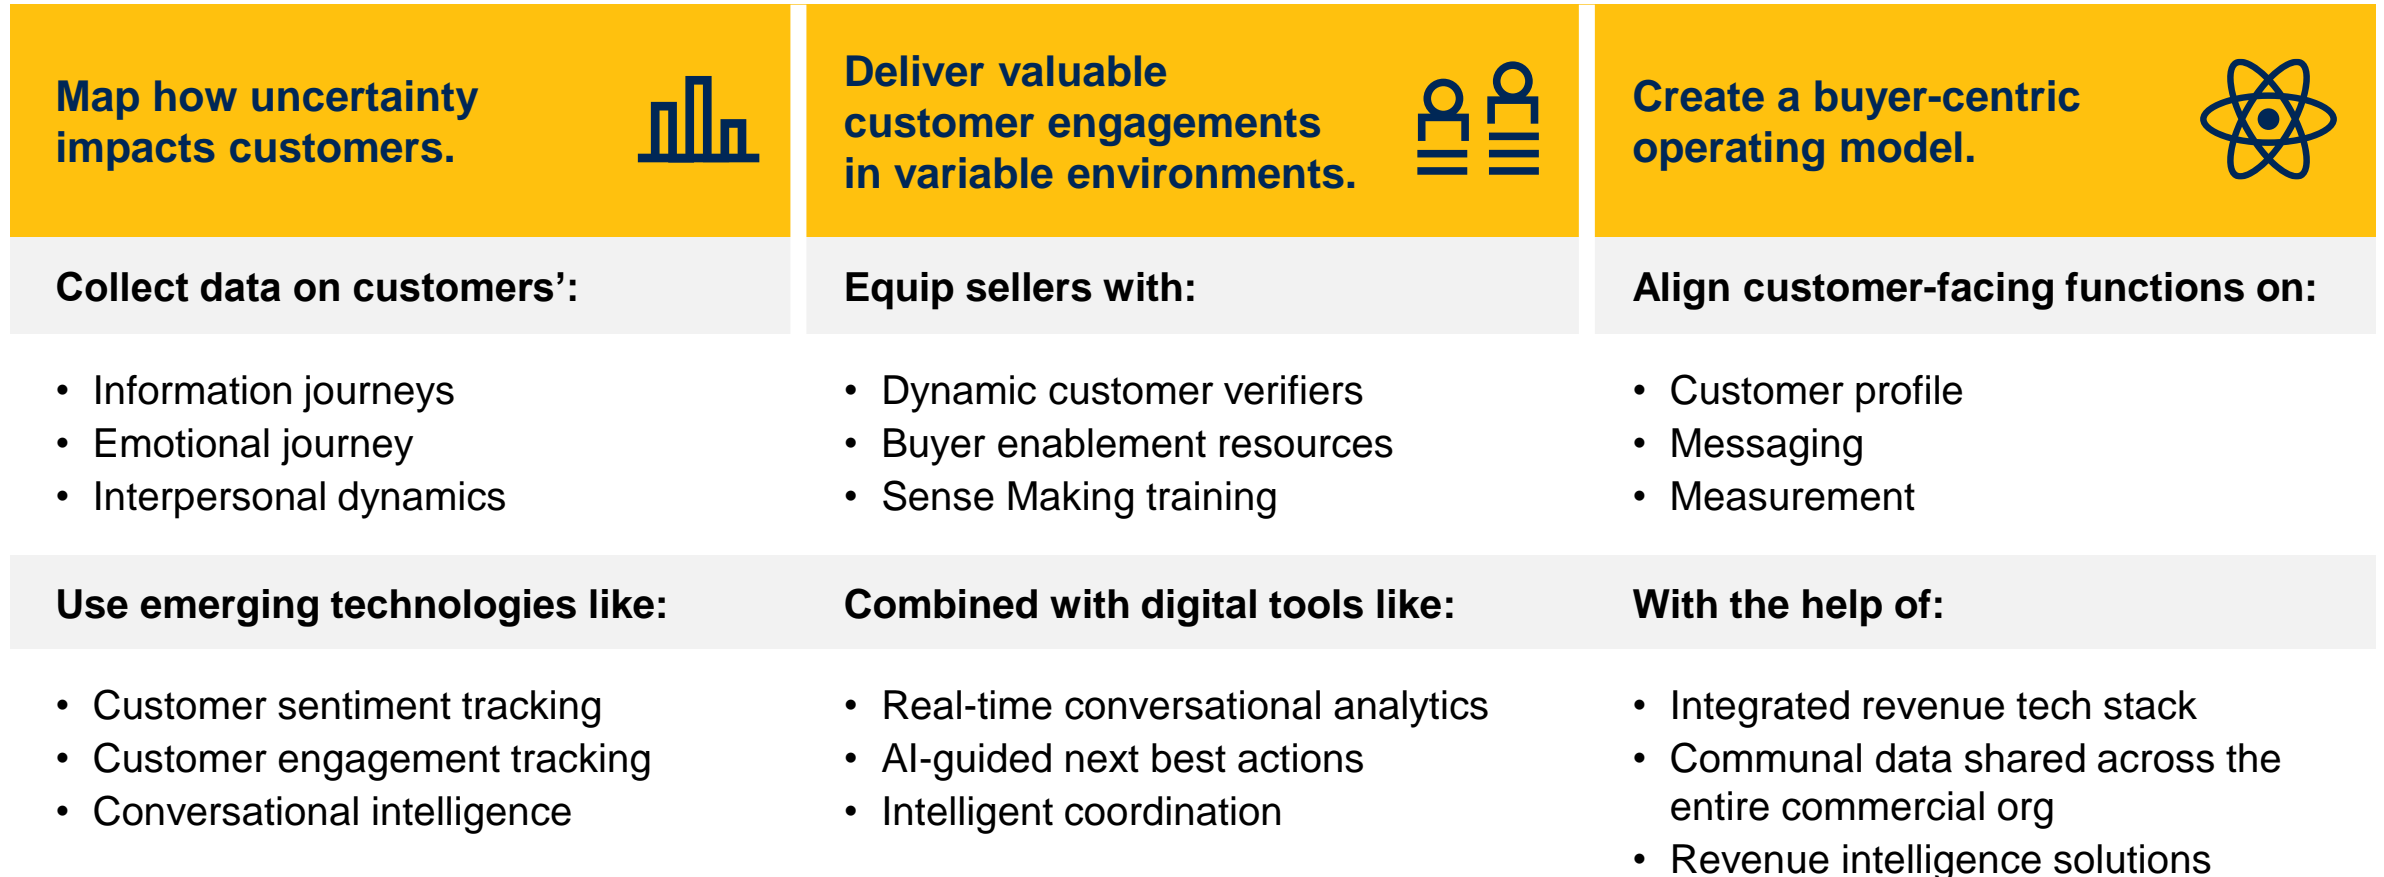 Map how uncertainty
impacts customers.
Deliver valuable
customer engagements
in variable environments.
Create a buyer-centric
operating model.
Collect data on customers’:
Equip sellers with:
Align customer-facing functions on:
• Information journeys
• Emotional journey
• Interpersonal dynamics
• Dynamic customer verifiers
• Buyer enablement resources
• Sense Making training
• Customer profile
• Messaging
• Measurement
Use emerging technologies like:
Combined with digital tools like:
With the help of:
• Customer sentiment tracking
• Customer engagement tracking
• Conversational intelligence
• Real-time conversational analytics
• AI-guided next best actions
• Intelligent coordination
• Integrated revenue tech stack
• Communal data shared across the
entire commercial org
• Revenue intelligence solutions